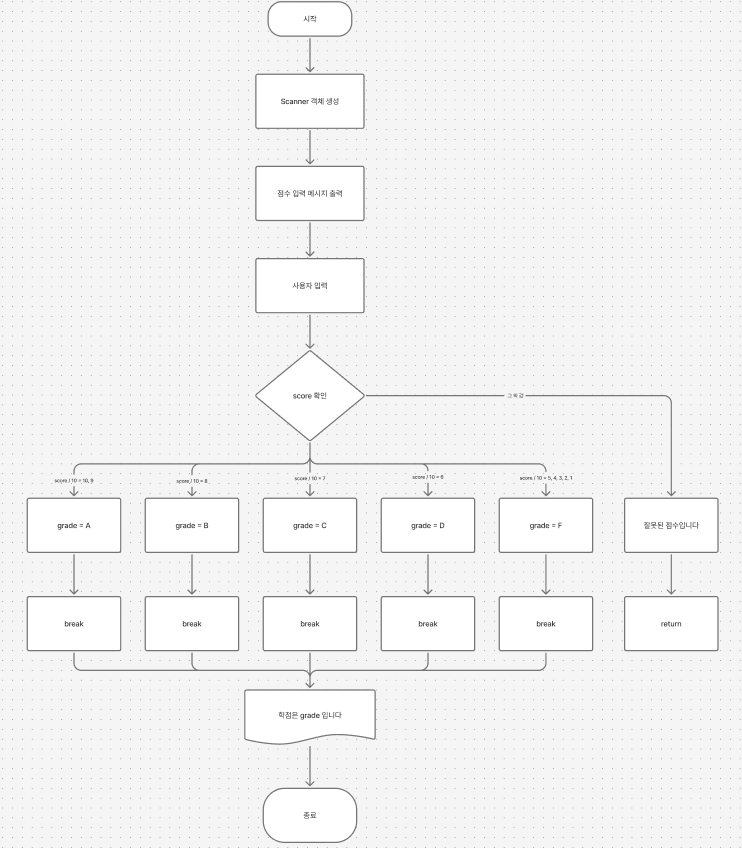 시작
Scanner 객체 생성
점수 입력 메시지 출력
사용자 입력
score 확인
그 외 값
score / 10 = 10, 9
score / 10 = 8
score / 10 = 7
score / 10 = 6
score / 10 = 5, 4, 3, 2, 1
grade = A
grade = B
grade = C
grade = D
grade = F
잘못된 점수입니다
break
break
break
break
break
return
학점은 grade 입니다
종료